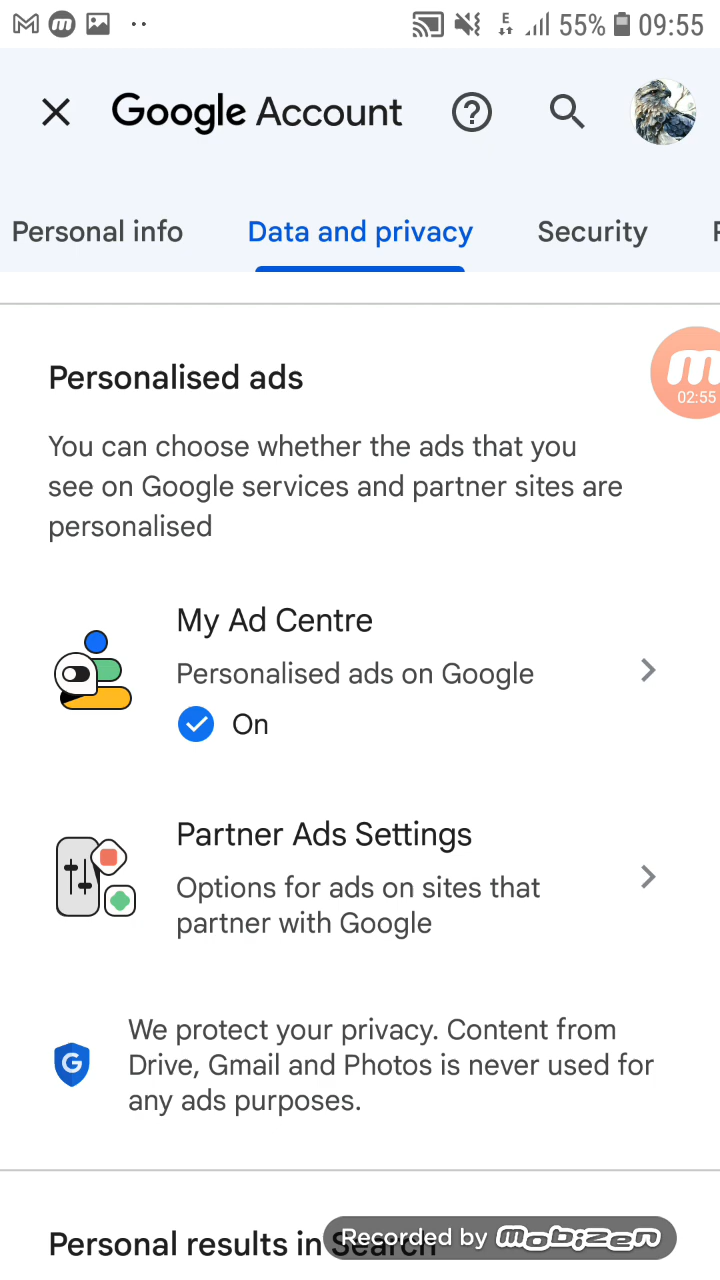 E 55% 09:55
Google Account
Personal info Data and privacy Security
Personalised ads
02:55
You can choose whether the ads that you
see on Google services and partner sites are
personalised
My Ad Centre
Personalised ads on Google
On
Partner Ads Settings
Options for ads on sites that
partner with Google
We protect your privacy. Content from
G
Drive, Gmail and Photos is never used for
any ads purposes.
Personal results in Search
Recorded by mobizen